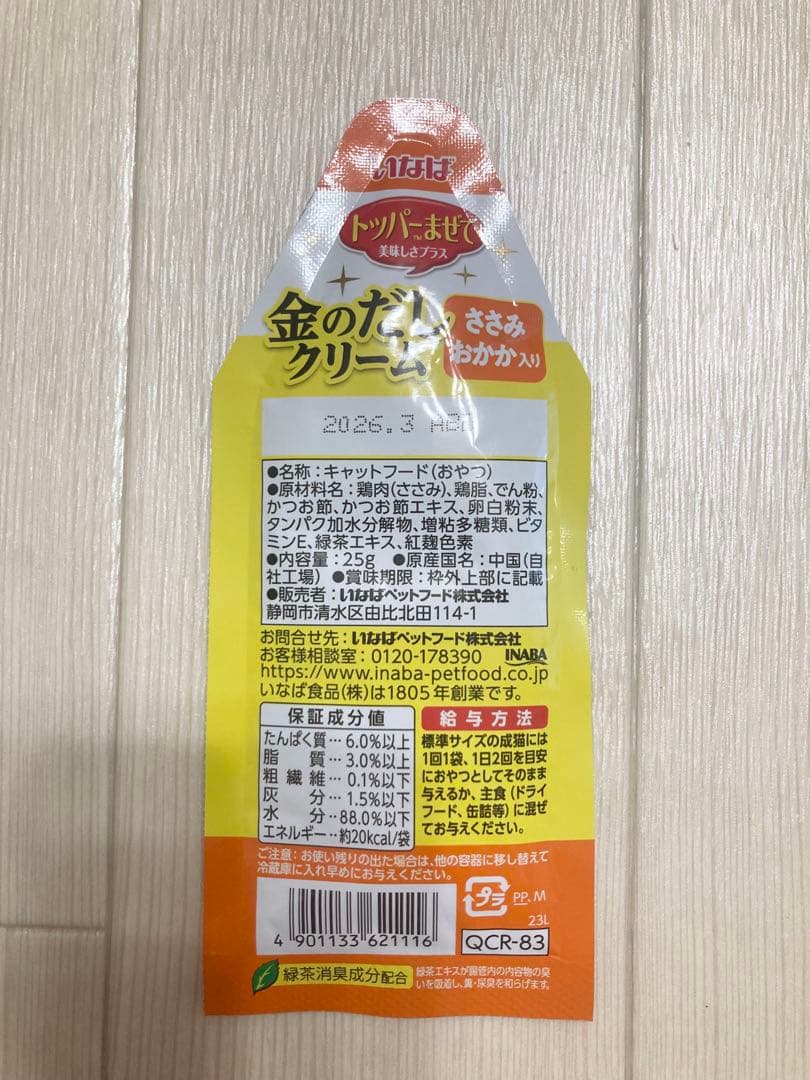 いなば
トッパーまぜて™
美味しさプラス
金のだし
クリーム
ささみ
おかか入り
2026.3
●名称：キャットフード(おやつ)
●原材料名：鶏肉(ささみ)、鶏脂、でん粉、
かつお節、かつお節エキス、卵白粉末、
タンパク加水分解物、増粘多糖類、ビタ
ミンE、緑茶エキス、紅麹色素
●内容量：25g ●原産国名：中国(自
社工場) ●賞味期限：枠外上部に記載
●販売者：いなばペットフード株式会社
静岡市清水区由比北田114-1
お問合せ先：いなばペットフード株式会社
お客様相談室：0120-178390 INABA
https://www.inaba-petfood.co.jp
いなば食品(株)は1805年創業です。
保証成分値
たんぱく質…6.0%以上
脂質…3.0%以上
粗繊維…0.1%以下
灰分…1.5%以下
水分…88.0%以下
エネルギー…約20kcal/袋
給与方法
標準サイズの成猫には
1回1袋、1日2回を目安
におやつとしてそのまま
与えるか、主食(ドライ
フード、缶詰等)に混ぜ
てお与えください。
ご注意：お使い残りの出た場合は、他の容器に移し替えて
冷蔵庫に入れ早めにお与えください。
4 901133 621116
プラ PP、M
23L
QCR-83
緑茶消臭成分配合
緑茶エキスが腸管内の内容物の臭
いを吸着し、糞・尿臭を和らげます。